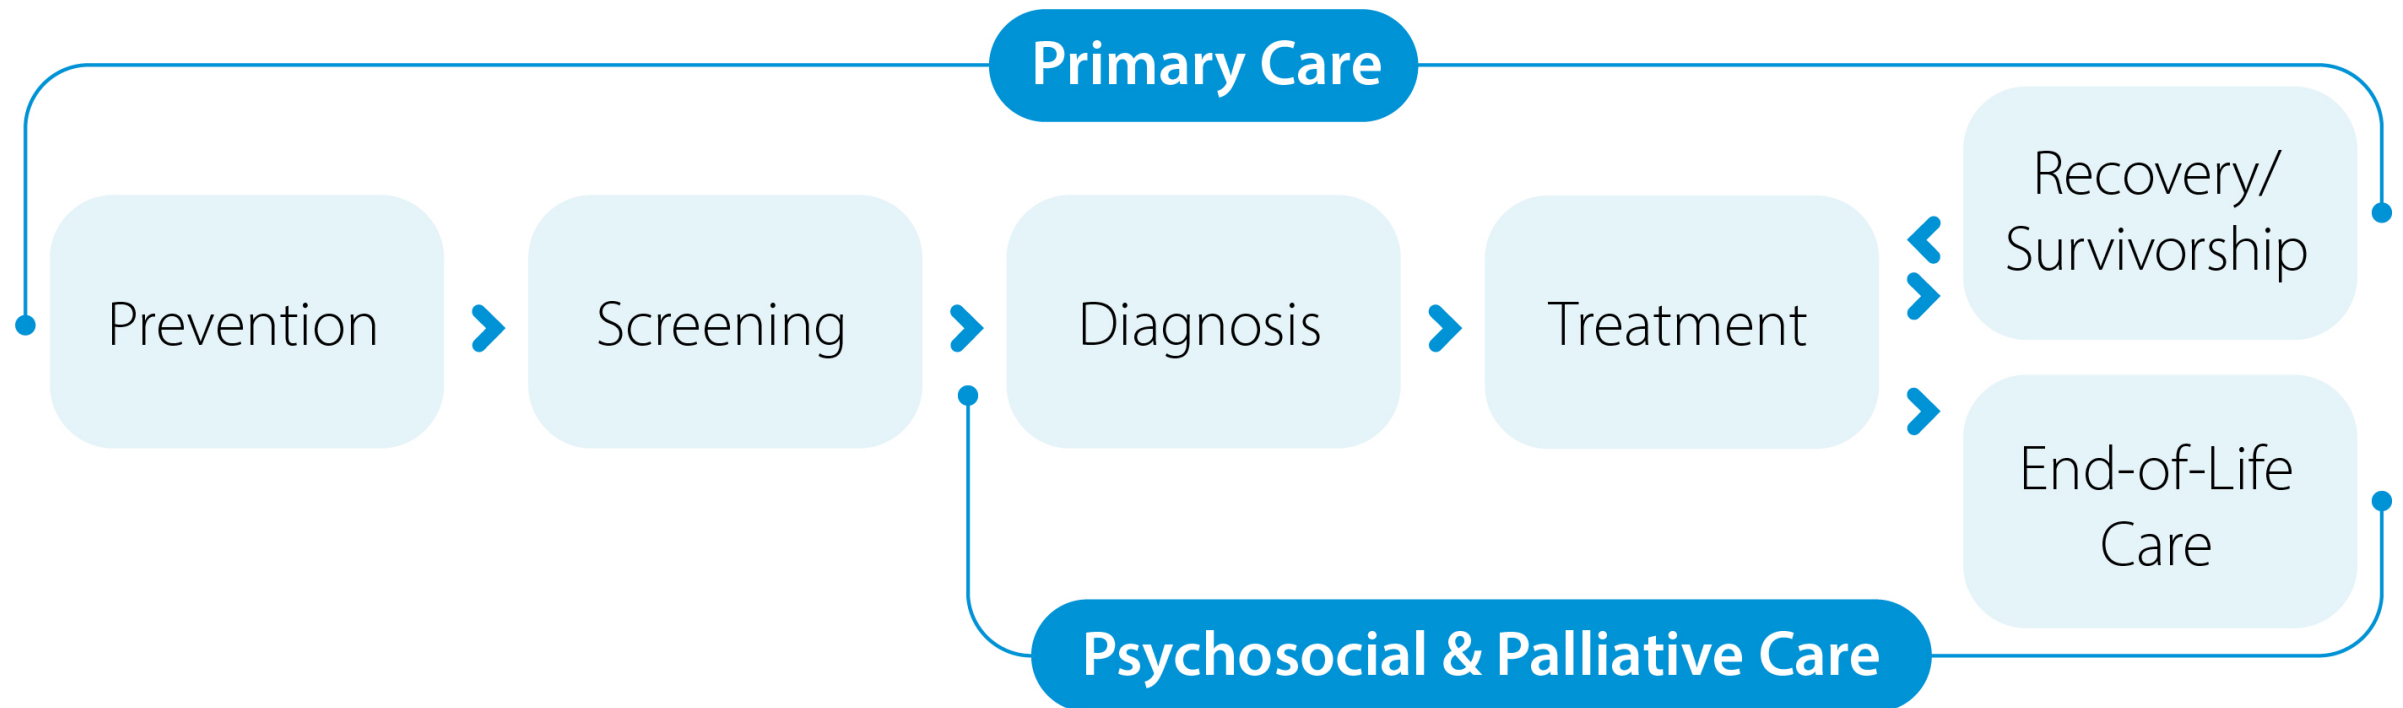 Primary Care
Prevention
Screening
Diagnosis
Treatment
Recovery/
Survivorship
End-of-Life
Care
Psychosocial & Palliative Care